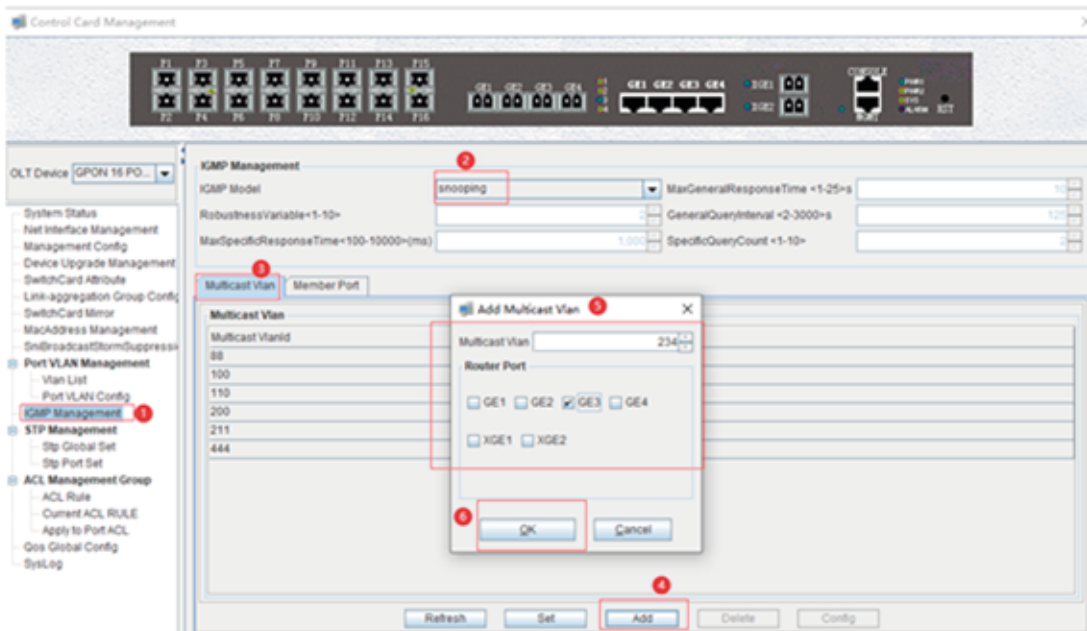 Control Card Management
P1 P3 P5 P7 P9 P11 P13 P15
P2 P4 P6 P8 P10 P12 P14 P16
GE1 GE2 GE3 GE4
GE1 GE2 GE3 GE4
XGE1
XGE2
CONSOLE
MGMT
ALARM
RST
OLT Device GPON 16 PO...
System Status
Net Interface Management
Management Config
Device Upgrade Management
SwitchCard Attribute
Link-aggregation Group Config
SwitchCard Mirror
MacAddress Management
SniBroadcastStormSuppressi
Port VLAN Management
Vlan List
Port VLAN Config
IGMP Management 1
STP Management
Stp Global Set
Stp Port Set
ACL Management Group
ACL Rule
Current ACL RULE
Apply to Port ACL
Qos Global Config
SysLog
IGMP Management
2
IGMP Model snooping MaxGeneralResponseTime <1-25>s 10
RobustnessVariable<1-10> 2 GeneralQueryInterval <2-3000>s 125
MaxSpecificResponseTime<100-10000>(ms) 1,000 SpecificQueryCount <1-10> 2
3
Multicast Vlan Member Port
Multicast Vlan
Multicast VlanId
88
100
110
200
211
444
Add Multicast Vlan 5
Multicast Vlan 234
Router Port
GE1 GE2 GE3 GE4
XGE1 XGE2
6
OK Cancel
4
Refresh Set Add Delete Config